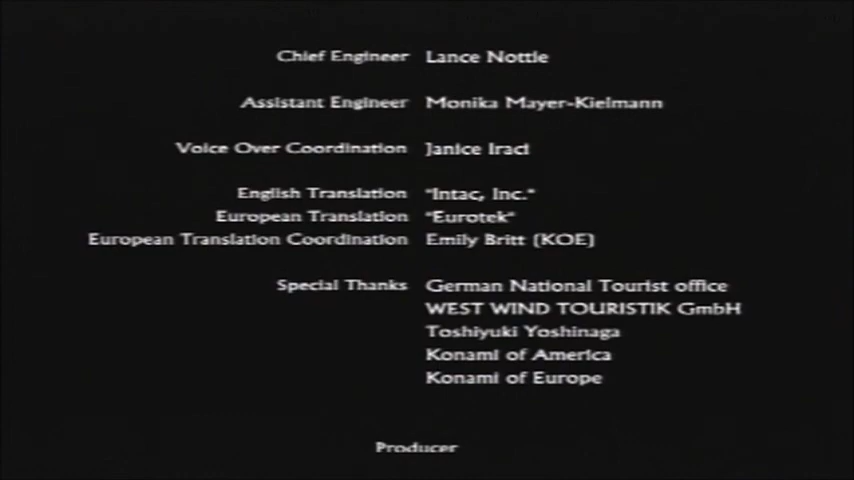 Chief Engineer Lance Nottle
Assistant Engineer Monika Mayer-Kielmann
Voice Over Coordination Janice Iraci
English Translation "Intac, Inc."
European Translation "Eurotek"
European Translation Coordination Emily Britt (KOE)
Special Thanks German National Tourist office
WEST WIND TOURISTIK GmbH
Toshiyuki Yoshinaga
Konami of America
Konami of Europe
Producer